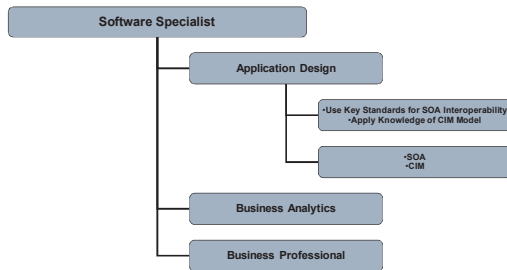 Software Specialist
Application Design
•Use Key Standards for SOA Interoperability
•Apply Knowledge of CIM Model
•SOA
•CIM
Business Analytics
Business Professional